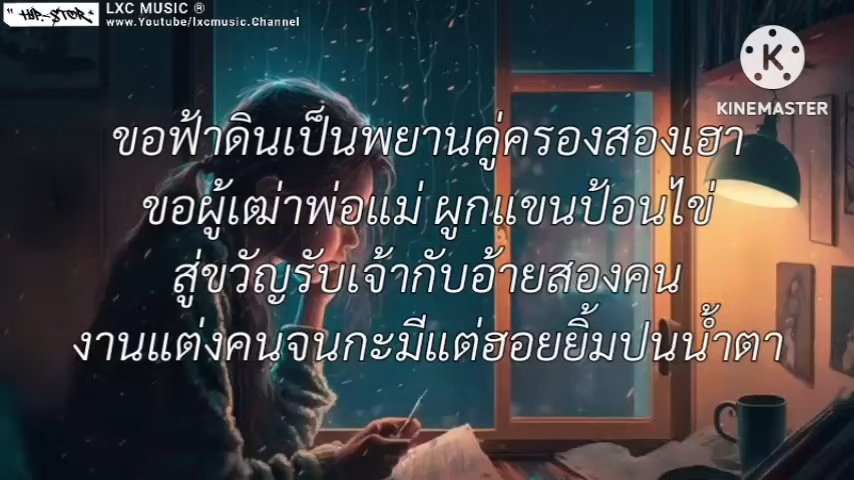 HIP-STOR
LXC MUSIC ®
www.Youtube/lxcmusic.Channel
KINEMASTER
ขอฟ้าดินเป็นพยานคู่ครองสองเฮา
ขอผู้เฒ่าพ่อแม่ ผูกแขนป้อนไข่
สู่ขวัญรับเจ้ากับอ้ายสองคน
งานแต่งคนจนกะมีแต่ฮอยยิ้มปนน้ำตา